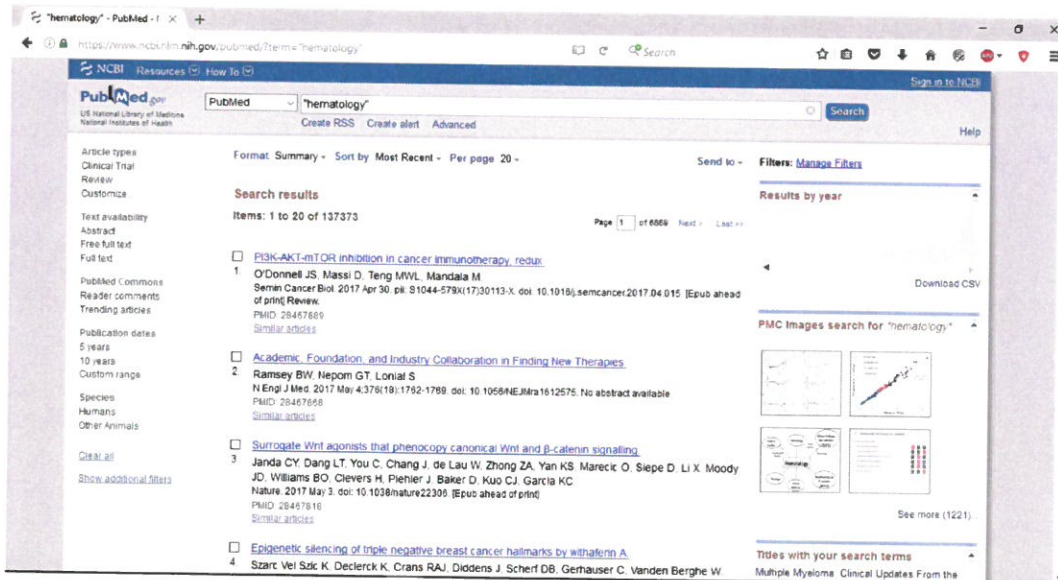 "hematology" - PubMed - I
https://www.ncbi.nlm.nih.gov/pubmed/?term="hematology"
Search
NCBI Resources How To
Sign in to NCBI
PubMed.gov
US National Library of Medicine
National Institutes of Health
PubMed
"hematology"
Search
Create RSS Create alert Advanced
Help
Article types
Clinical Trial
Review
Customize
Text availability
Abstract
Free full text
Full text
PubMed Commons
Reader comments
Trending articles
Publication dates
5 years
10 years
Custom range
Species
Humans
Other Animals
Clear all
Show additional filters
Format Summary Sort by Most Recent Per page 20
Send to
Search results
Items: 1 to 20 of 137373
Page 1 of 6869 Next > Last >>
PI3K-AKT-mTOR inhibition in cancer immunotherapy, redux.
1. O'Donnell JS, Massi D, Teng MWL, Mandala M.
Semin Cancer Biol. 2017 Apr 30. pii: S1044-579X(17)30113-X. doi: 10.1016/j.semcancer.2017.04.015. [Epub ahead
of print] Review.
PMID: 28467889
Similar articles
Academic, Foundation, and Industry Collaboration in Finding New Therapies.
2. Ramsey BW, Nepom GT, Lonial S.
N Engl J Med. 2017 May 4;376(18):1762-1769. doi: 10.1056/NEJMra1612575. No abstract available.
PMID: 28467868
Similar articles
Surrogate Wnt agonists that phenocopy canonical Wnt and β-catenin signalling.
3. Janda CY, Dang LT, You C, Chang J, de Lau W, Zhong ZA, Yan KS, Marecic O, Siepe D, Li X, Moody
JD, Williams BO, Clevers H, Piehler J, Baker D, Kuo CJ, Garcia KC.
Nature. 2017 May 3. doi: 10.1038/nature22306. [Epub ahead of print]
PMID: 28467818
Similar articles
Epigenetic silencing of triple negative breast cancer hallmarks by withaferin A.
4. Szarc Vel Szic K, Declerck K, Crans RAJ, Diddens J, Scherf DB, Gerhauser C, Vanden Berghe W.
Filters: Manage Filters
Results by year
Download CSV
PMC Images search for "hematology"
See more (1221)...
Titles with your search terms
Multiple Myeloma: Clinical Updates From the